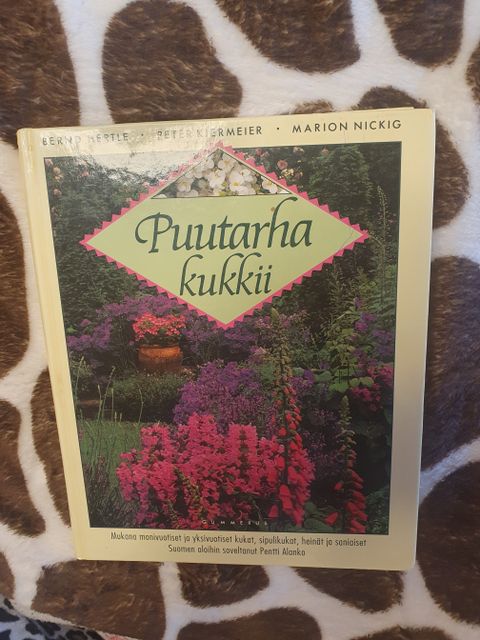 BERND HERTLE • PETER KIERMEIER • MARION NICKIG
Puutarha
kukkii
GUMMERUS
Mukana monivuotiset ja yksivuotiset kukat, sipulikukat, heinät ja saniaiset
Suomen oloihin soveltanut Pentti Alanko